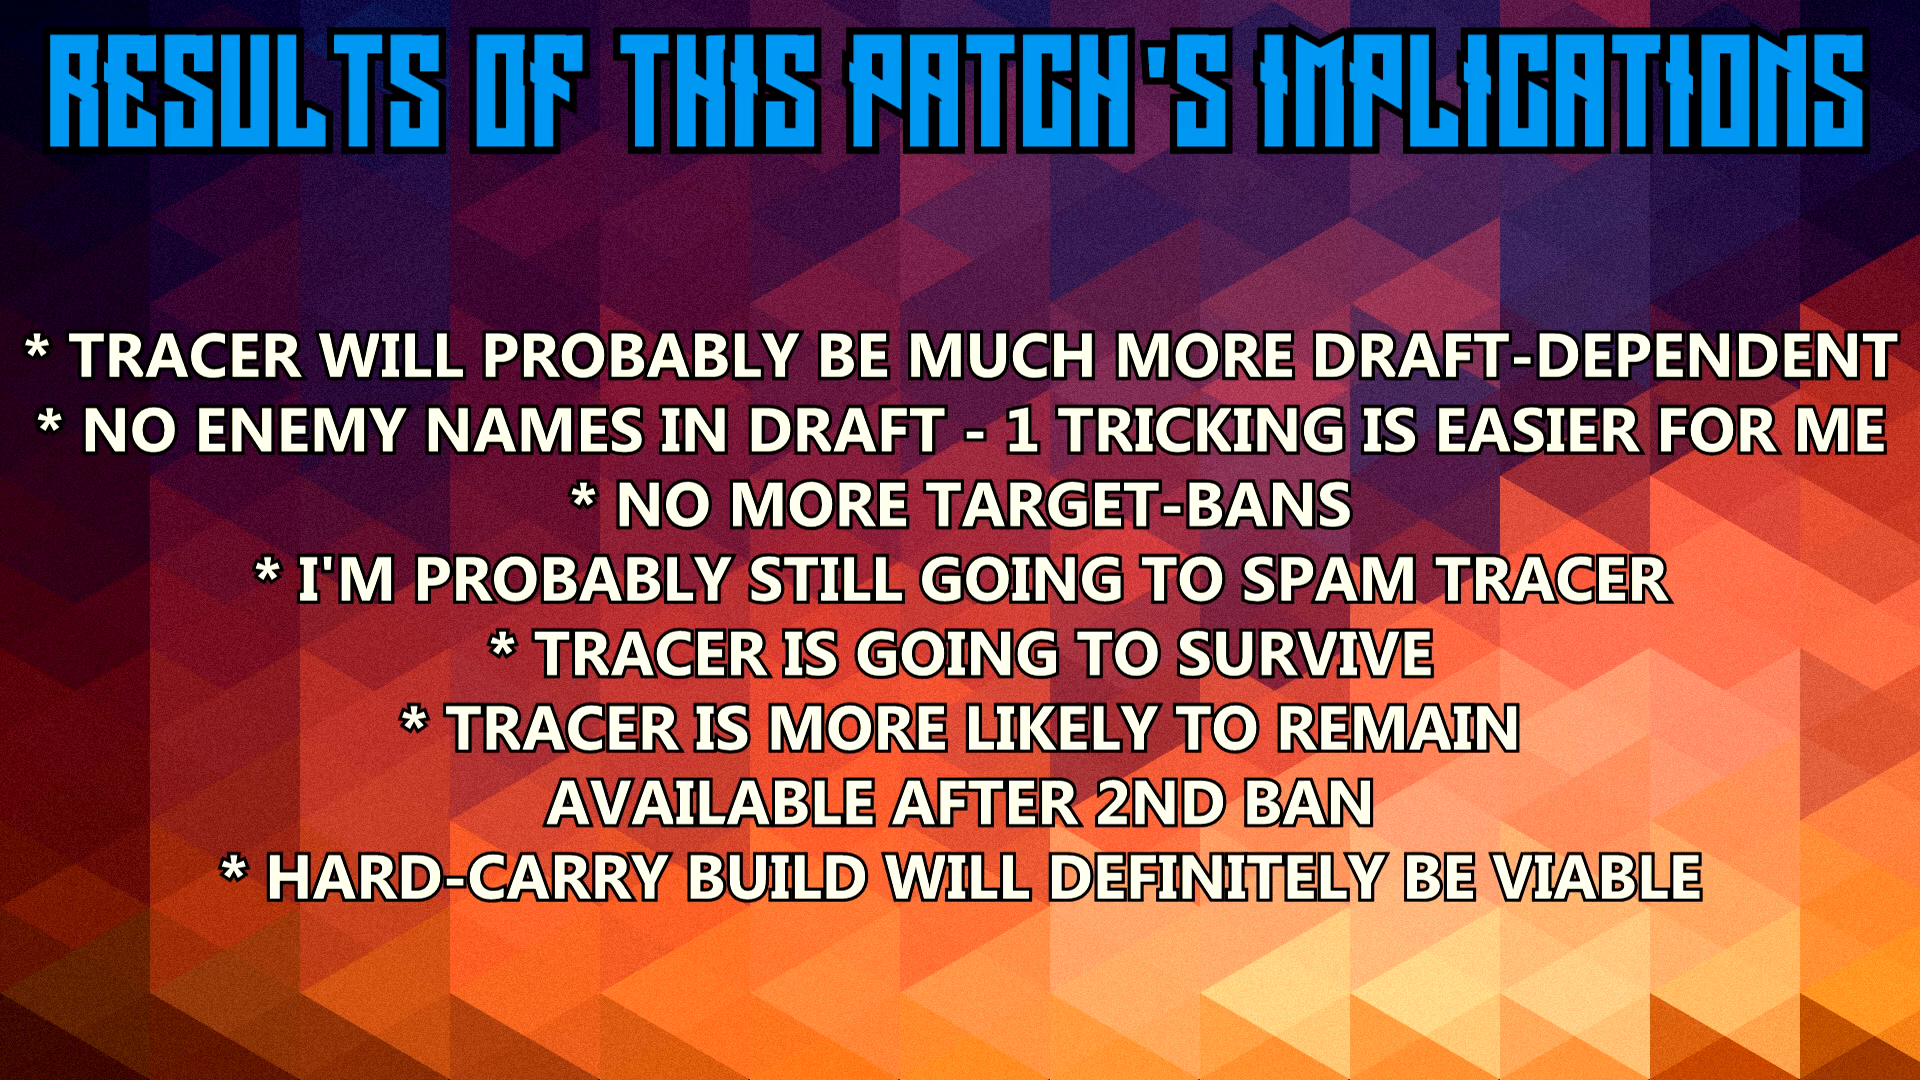 RESULTS OF THIS PATCH'S IMPLICATIONS
* TRACER WILL PROBABLY BE MUCH MORE DRAFT-DEPENDENT
* NO ENEMY NAMES IN DRAFT - 1 TRICKING IS EASIER FOR ME
* NO MORE TARGET-BANS
* I'M PROBABLY STILL GOING TO SPAM TRACER
* TRACER IS GOING TO SURVIVE
* TRACER IS MORE LIKELY TO REMAIN
AVAILABLE AFTER 2ND BAN
* HARD-CARRY BUILD WILL DEFINITELY BE VIABLE